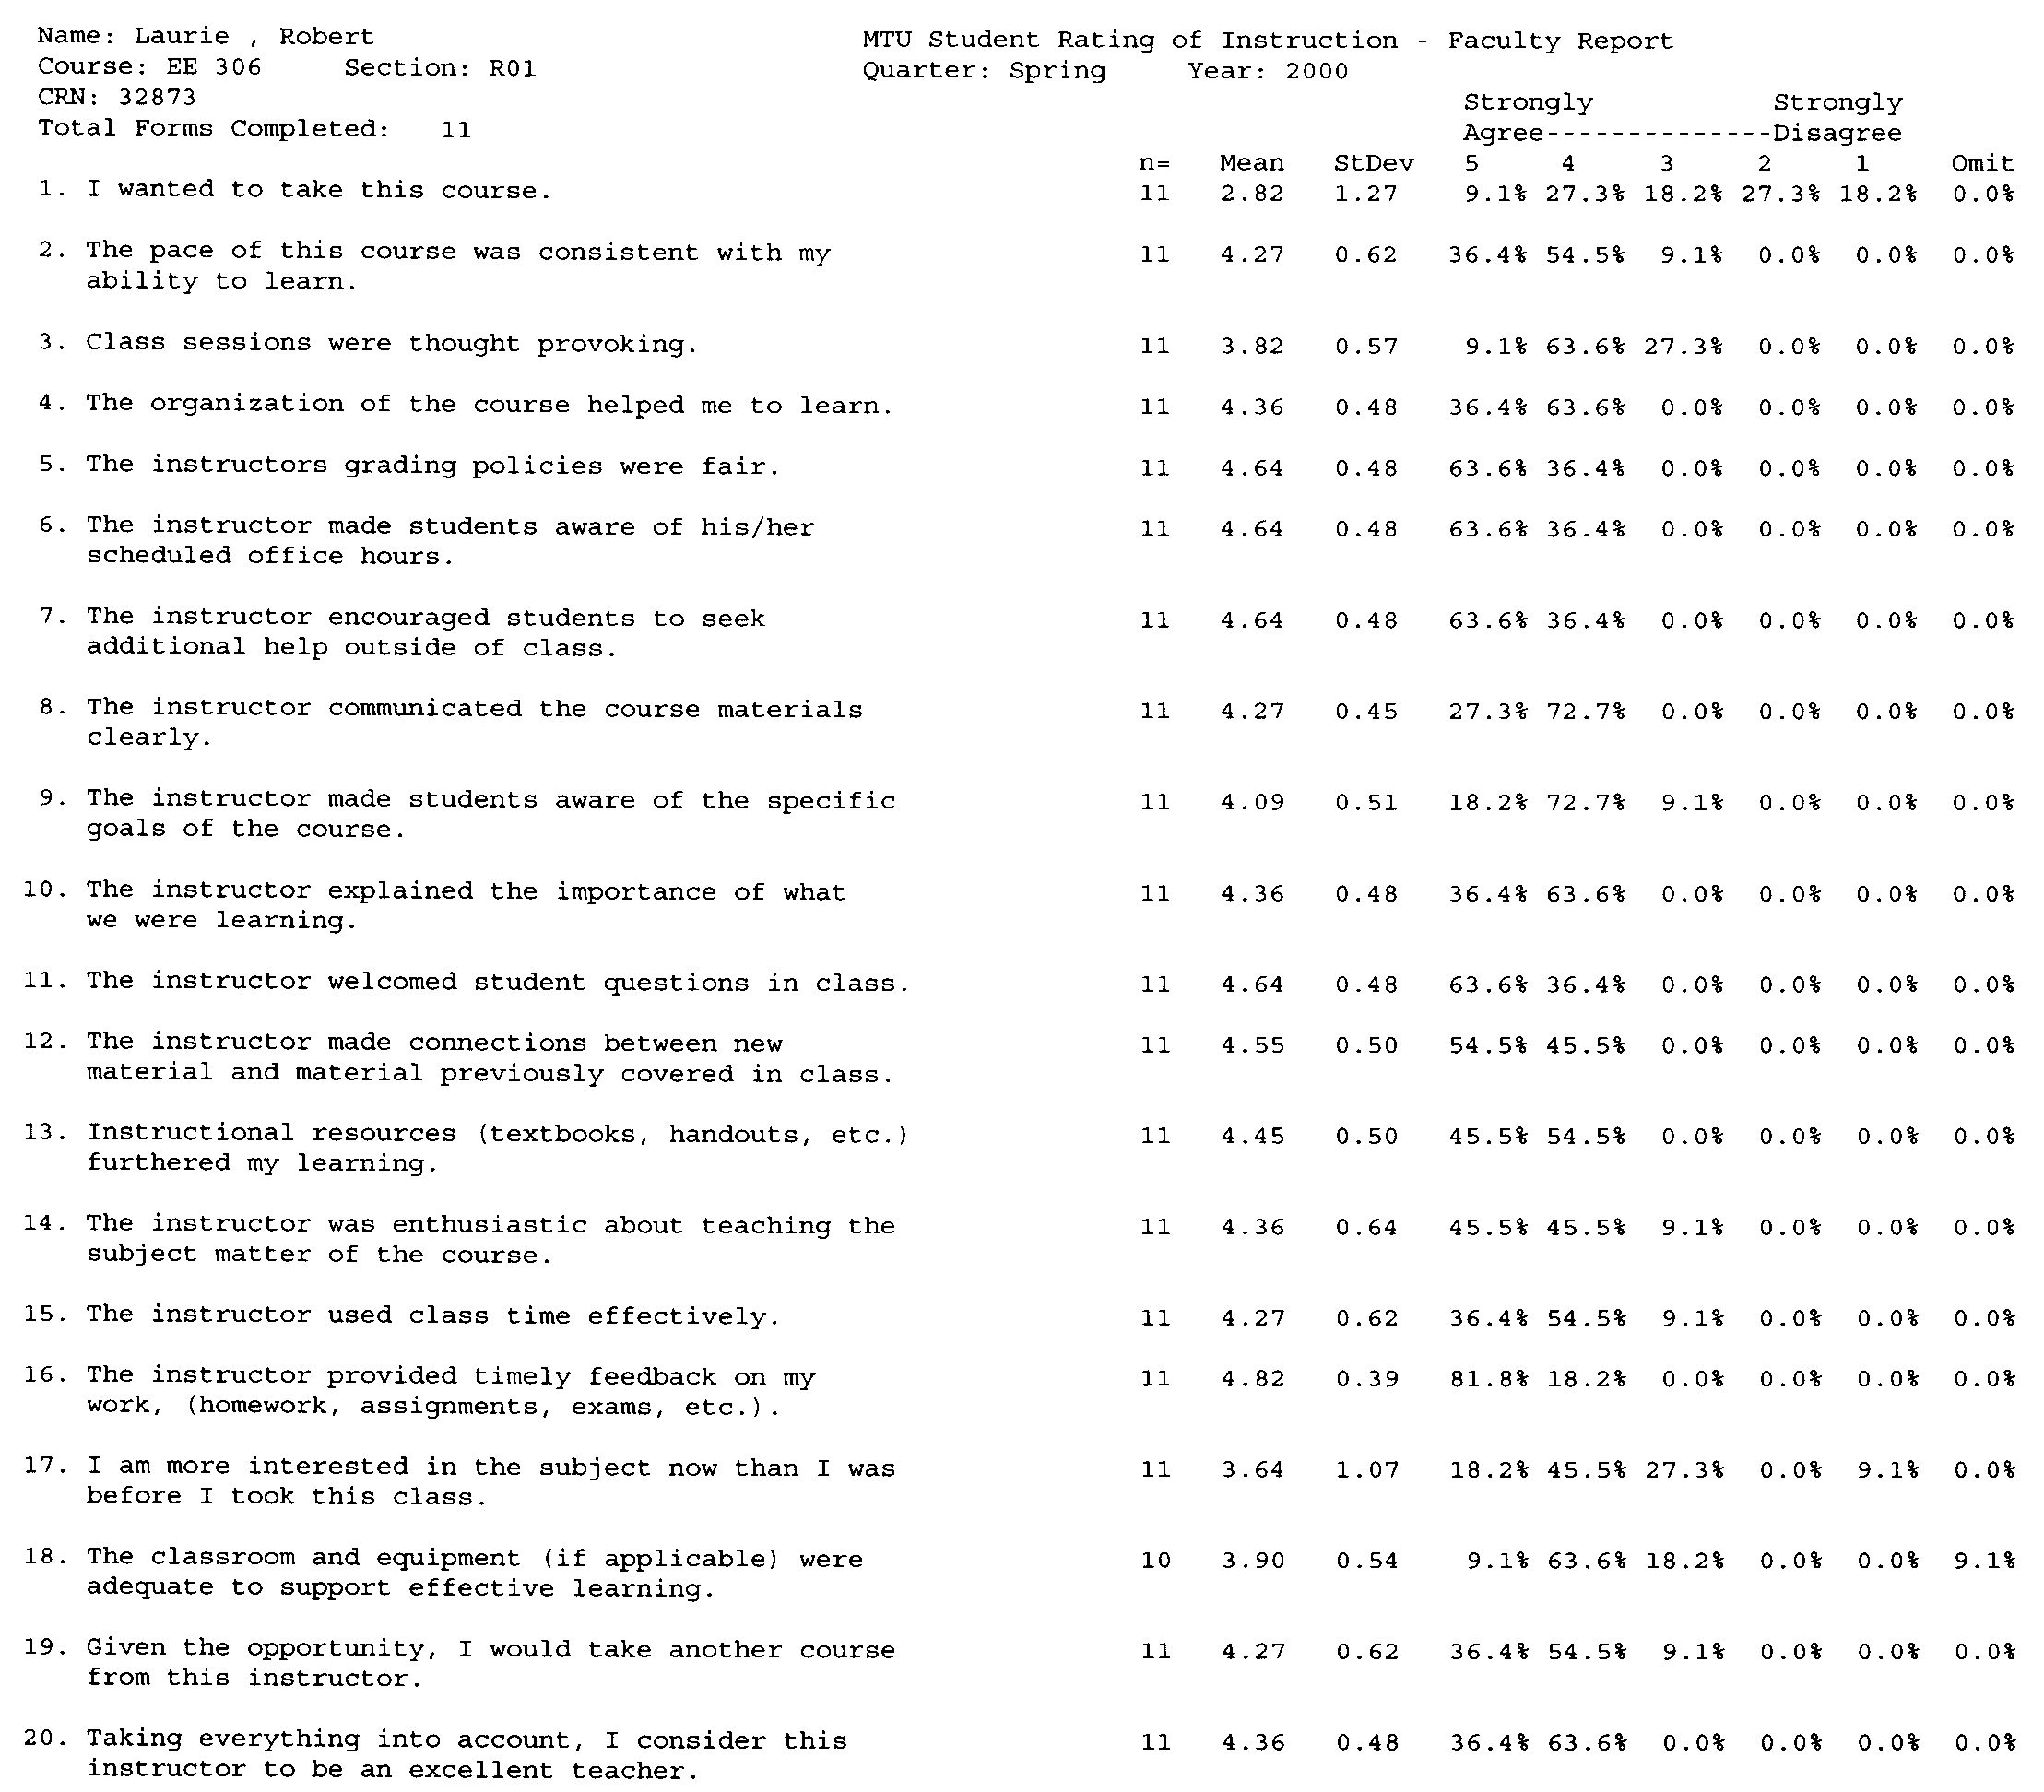 Name: Laurie , Robert MTU Student Rating of Instruction - Faculty Report
Course: EE 306 Section: R01 Quarter: Spring Year: 2000
CRN: 32873 Strongly Strongly
Total Forms Completed: 11 Agree--------------Disagree
n= Mean StDev 5 4 3 2 1 Omit
1. I wanted to take this course. 11 2.82 1.27 9.1% 27.3% 18.2% 27.3% 18.2% 0.0%
2. The pace of this course was consistent with my 11 4.27 0.62 36.4% 54.5% 9.1% 0.0% 0.0% 0.0%
ability to learn.
3. Class sessions were thought provoking. 11 3.82 0.57 9.1% 63.6% 27.3% 0.0% 0.0% 0.0%
4. The organization of the course helped me to learn. 11 4.36 0.48 36.4% 63.6% 0.0% 0.0% 0.0% 0.0%
5. The instructors grading policies were fair. 11 4.64 0.48 63.6% 36.4% 0.0% 0.0% 0.0% 0.0%
6. The instructor made students aware of his/her 11 4.64 0.48 63.6% 36.4% 0.0% 0.0% 0.0% 0.0%
scheduled office hours.
7. The instructor encouraged students to seek 11 4.64 0.48 63.6% 36.4% 0.0% 0.0% 0.0% 0.0%
additional help outside of class.
8. The instructor communicated the course materials 11 4.27 0.45 27.3% 72.7% 0.0% 0.0% 0.0% 0.0%
clearly.
9. The instructor made students aware of the specific 11 4.09 0.51 18.2% 72.7% 9.1% 0.0% 0.0% 0.0%
goals of the course.
10. The instructor explained the importance of what 11 4.36 0.48 36.4% 63.6% 0.0% 0.0% 0.0% 0.0%
we were learning.
11. The instructor welcomed student questions in class. 11 4.64 0.48 63.6% 36.4% 0.0% 0.0% 0.0% 0.0%
12. The instructor made connections between new 11 4.55 0.50 54.5% 45.5% 0.0% 0.0% 0.0% 0.0%
material and material previously covered in class.
13. Instructional resources (textbooks, handouts, etc.) 11 4.45 0.50 45.5% 54.5% 0.0% 0.0% 0.0% 0.0%
furthered my learning.
14. The instructor was enthusiastic about teaching the 11 4.36 0.64 45.5% 45.5% 9.1% 0.0% 0.0% 0.0%
subject matter of the course.
15. The instructor used class time effectively. 11 4.27 0.62 36.4% 54.5% 9.1% 0.0% 0.0% 0.0%
16. The instructor provided timely feedback on my 11 4.82 0.39 81.8% 18.2% 0.0% 0.0% 0.0% 0.0%
work, (homework, assignments, exams, etc.).
17. I am more interested in the subject now than I was 11 3.64 1.07 18.2% 45.5% 27.3% 0.0% 9.1% 0.0%
before I took this class.
18. The classroom and equipment (if applicable) were 10 3.90 0.54 9.1% 63.6% 18.2% 0.0% 0.0% 9.1%
adequate to support effective learning.
19. Given the opportunity, I would take another course 11 4.27 0.62 36.4% 54.5% 9.1% 0.0% 0.0% 0.0%
from this instructor.
20. Taking everything into account, I consider this 11 4.36 0.48 36.4% 63.6% 0.0% 0.0% 0.0% 0.0%
instructor to be an excellent teacher.